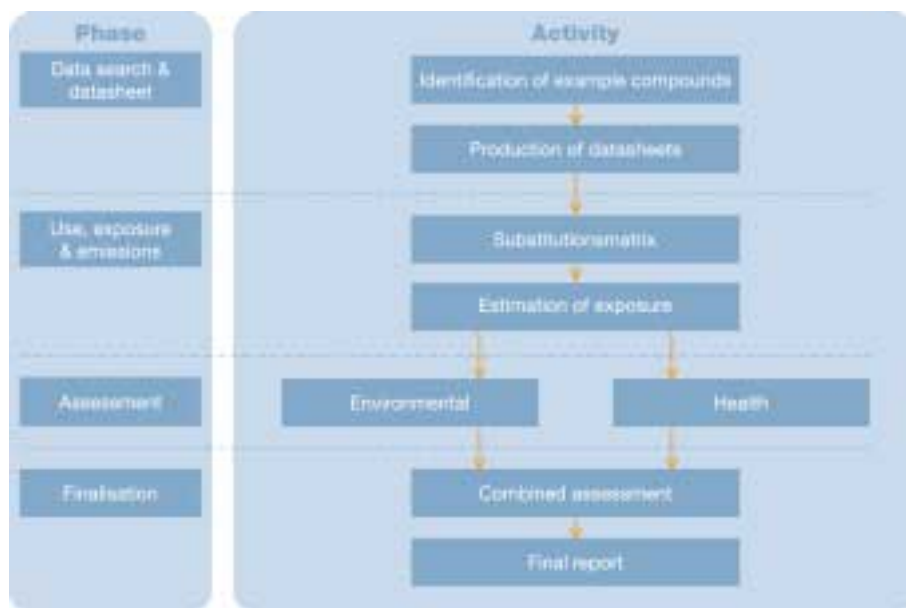 Phase
Activity
Data search &
datasheet
Identification of example compounds
Production of datasheets
Use, exposure
& emissions
Substitutionsmatrix
Estimation of exposure
Assessment
Environmental
Health
Finalisation
Combined assessment
Final report